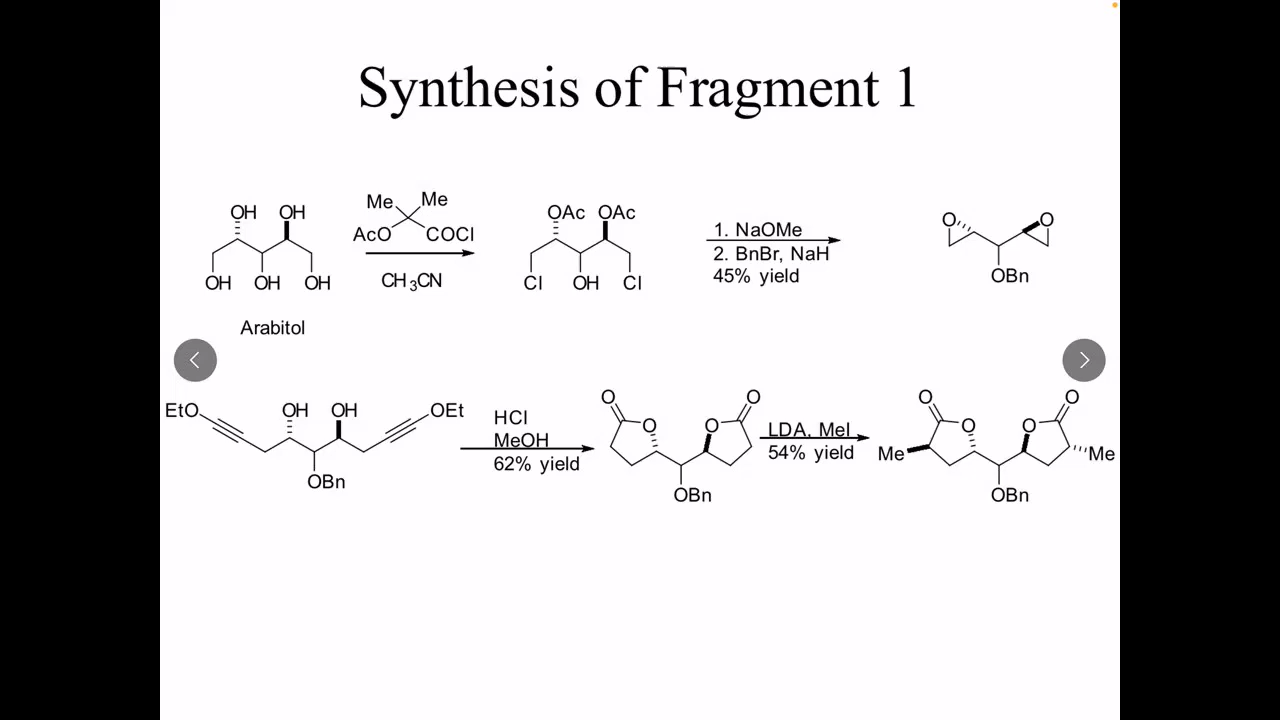 Synthesis of Fragment 1
OH OH
OH OH OH
Arabitol
Me Me
AcO COCl
CH3CN
OAc OAc
Cl OH Cl
1. NaOMe
2. BnBr, NaH
45% yield
O O
OBn
EtO OH OH OEt
OBn
HCl
MeOH
62% yield
O O
O O
OBn
LDA, MeI
54% yield
O O
O O
Me Me
OBn